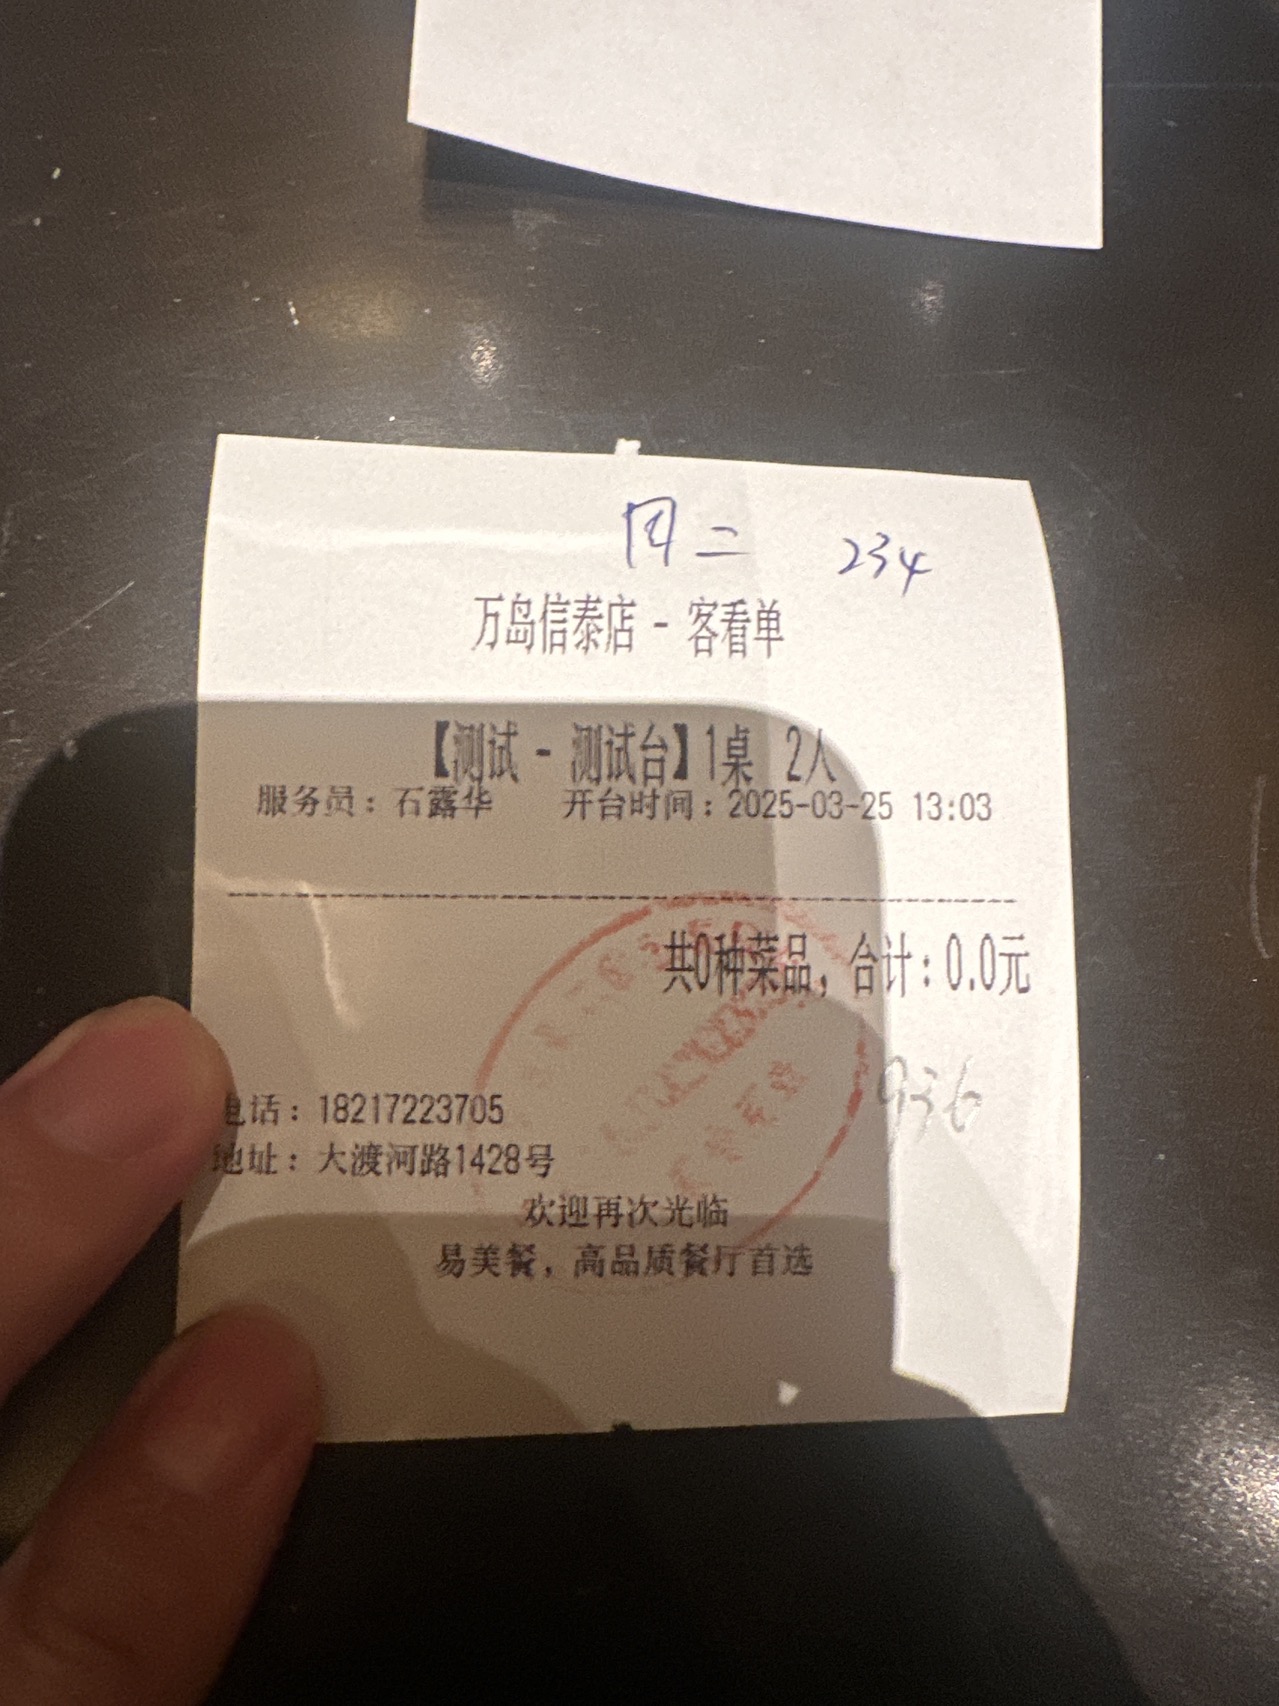 周二 234
万岛信泰店 - 客看单
【测试 - 测试台】1桌 2人
服务员：石露华 开台时间：2025-03-25 13:03
共0种菜品，合计：0.0元
936
电话：18217223705
地址：大渡河路1428号
欢迎再次光临
易美餐，高品质餐厅首选